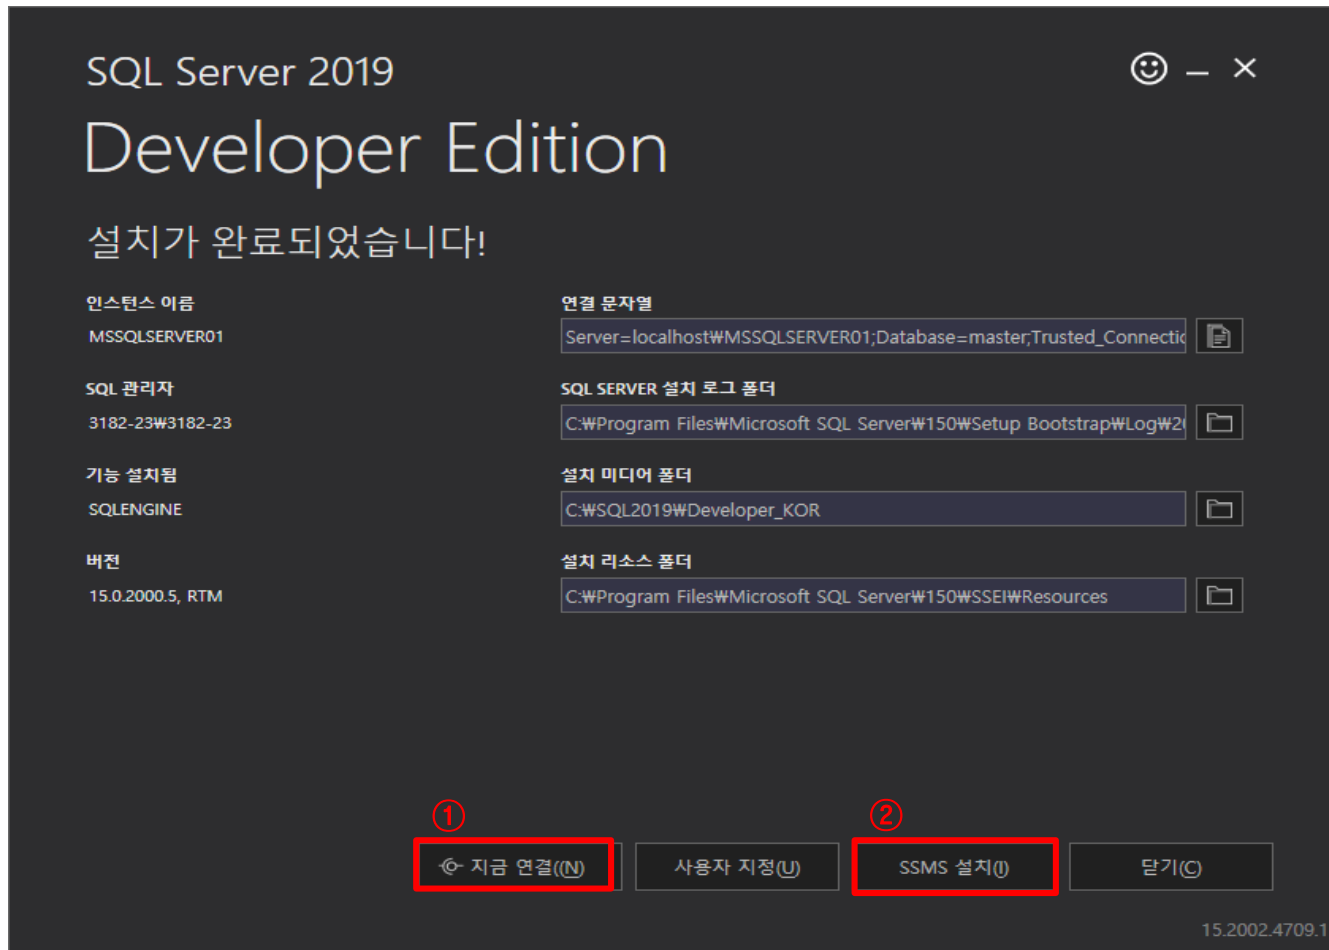 SQL Server 2019
Developer Edition
설치가 완료되었습니다!
인스턴스 이름
MSSQLSERVER01
연결 문자열
Server=localhost₩MSSQLSERVER01;Database=master;Trusted_Connectic
SQL 관리자
3182-23₩3182-23
SQL SERVER 설치 로그 폴더
C:₩Program Files₩Microsoft SQL Server₩150₩Setup Bootstrap₩Log₩20
기능 설치됨
SQLENGINE
설치 미디어 폴더
C:₩SQL2019₩Developer_KOR
버전
15.0.2000.5, RTM
설치 리소스 폴더
C:₩Program Files₩Microsoft SQL Server₩150₩SSEI₩Resources
① ②
지금 연결((N) 사용자 지정(U) SSMS 설치(I) 닫기(C)
15.2002.4709.1